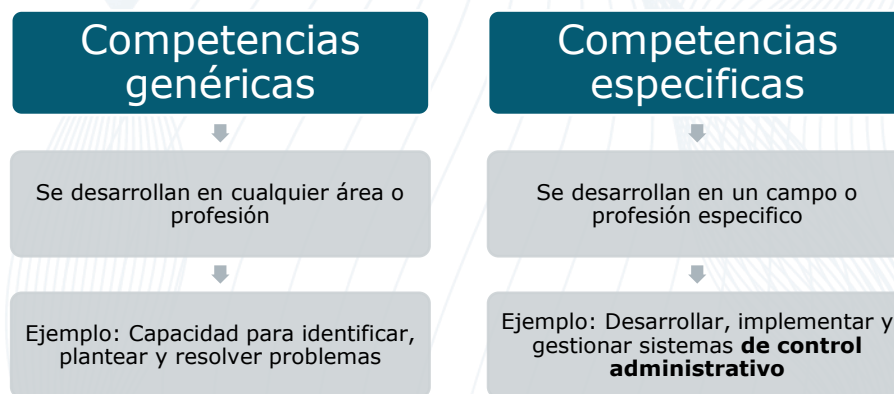 Competencias
genéricas
Se desarrollan en cualquier área o
profesión
Ejemplo: Capacidad para identificar,
plantear y resolver problemas
Competencias
especificas
Se desarrollan en un campo o
profesión especifico
Ejemplo: Desarrollar, implementar y
gestionar sistemas de control
administrativo